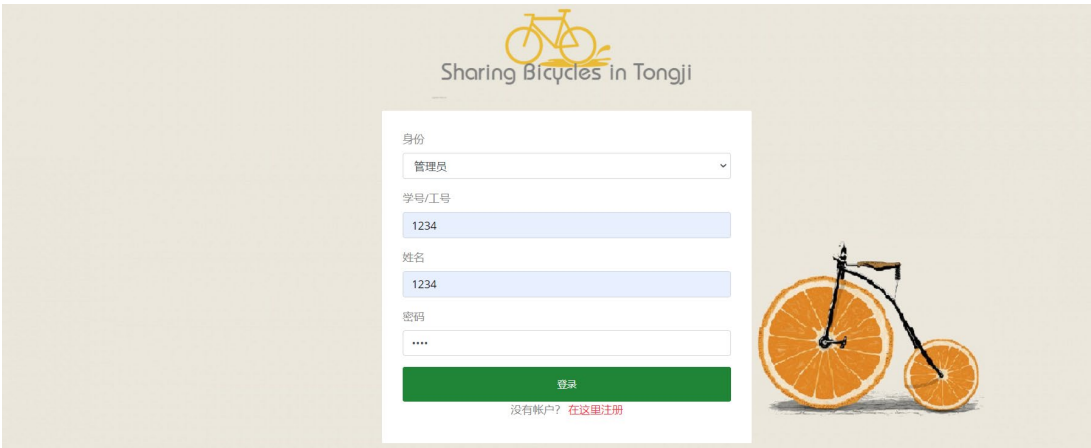 Sharing Bicycles in Tongji
身份
管理员
学号/工号
1234
姓名
1234
密码
••••
登录
没有帐户? 在这里注册